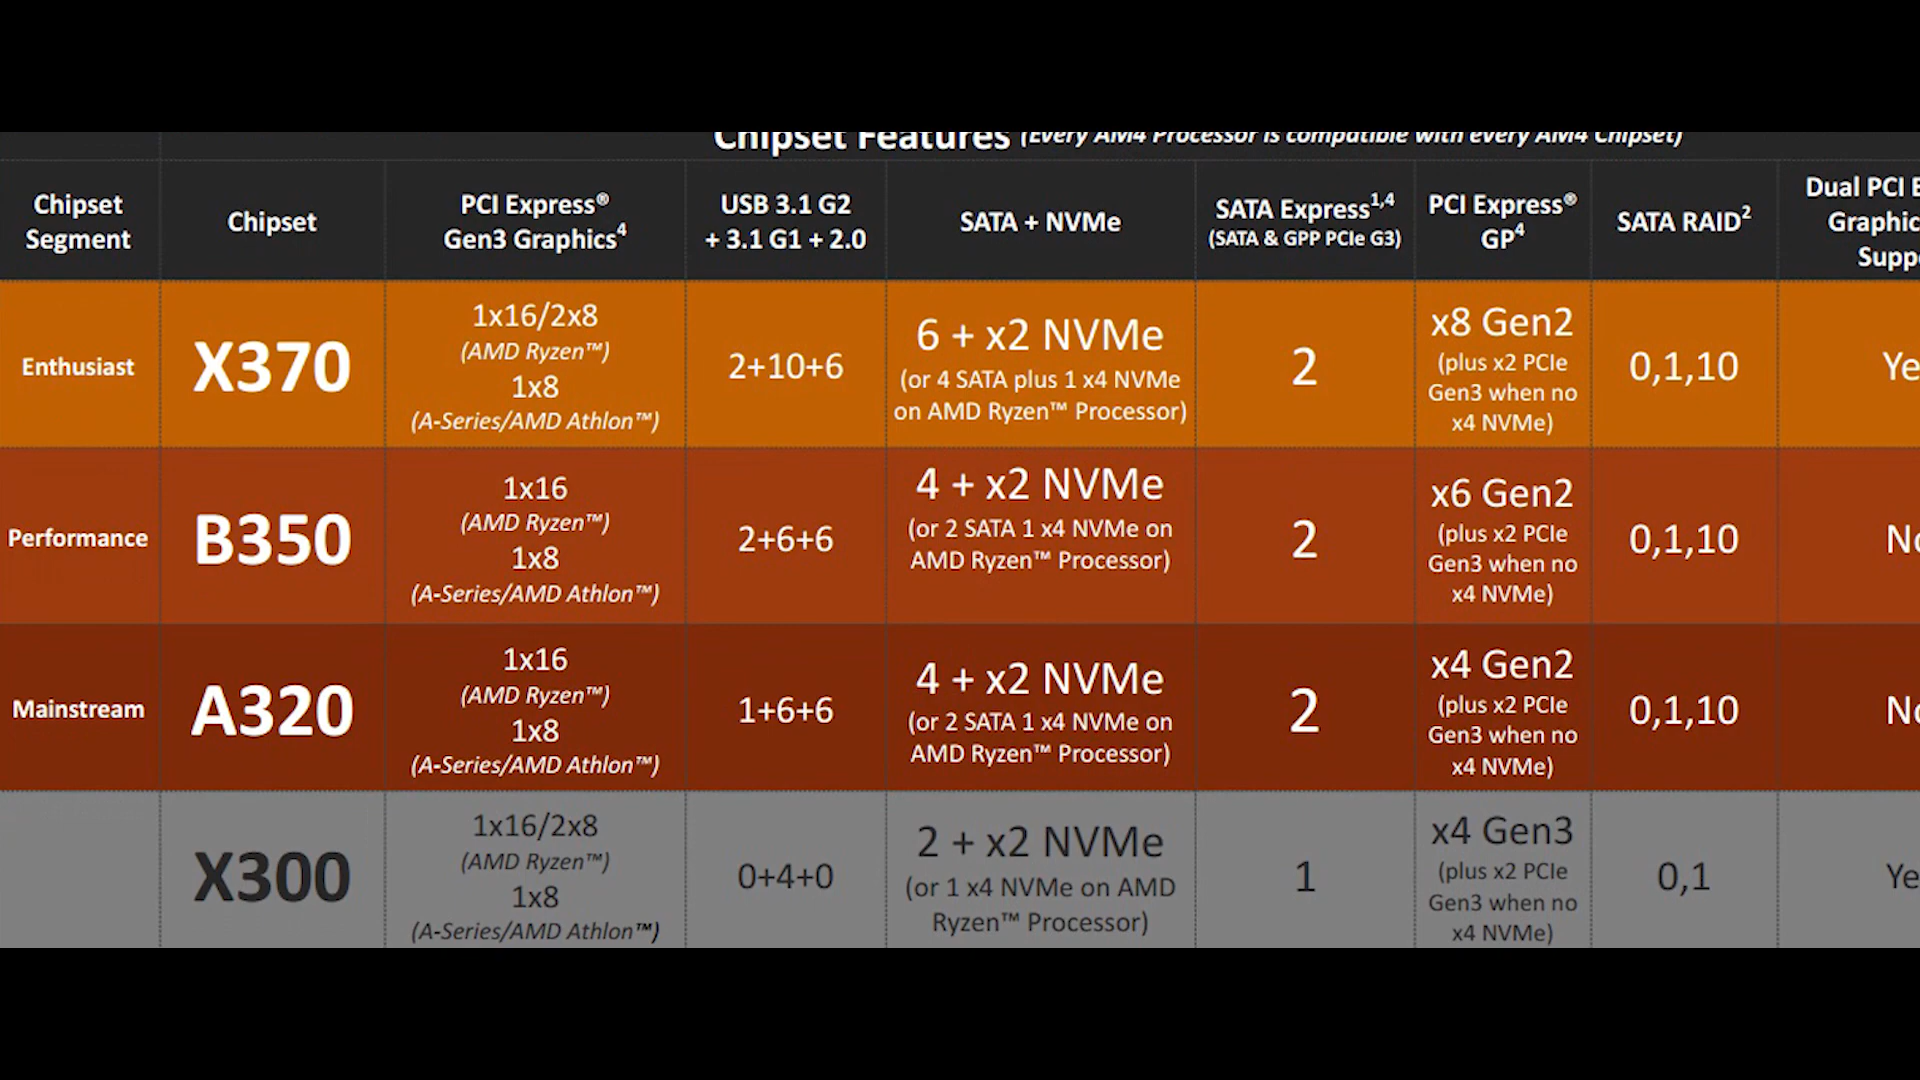 Chipset Features (Every AM4 Processor is compatible with every AM4 Chipset)
Chipset
Segment
Chipset
PCI Express®
Gen3 Graphics4
USB 3.1 G2
+ 3.1 G1 + 2.0
SATA + NVMe
SATA Express1,4
(SATA & GPP PCIe G3)
PCI Express®
GP4
SATA RAID2
Dual PCI E
Graphic
Supp
Enthusiast
X370
1x16/2x8
(AMD Ryzen™)
1x8
(A-Series/AMD Athlon™)
2+10+6
6 + x2 NVMe
(or 4 SATA plus 1 x4 NVMe
on AMD Ryzen™ Processor)
2
x8 Gen2
(plus x2 PCIe
Gen3 when no
x4 NVMe)
0,1,10
Ye
Performance
B350
1x16
(AMD Ryzen™)
1x8
(A-Series/AMD Athlon™)
2+6+6
4 + x2 NVMe
(or 2 SATA 1 x4 NVMe on
AMD Ryzen™ Processor)
2
x6 Gen2
(plus x2 PCIe
Gen3 when no
x4 NVMe)
0,1,10
No
Mainstream
A320
1x16
(AMD Ryzen™)
1x8
(A-Series/AMD Athlon™)
1+6+6
4 + x2 NVMe
(or 2 SATA 1 x4 NVMe on
AMD Ryzen™ Processor)
2
x4 Gen2
(plus x2 PCIe
Gen3 when no
x4 NVMe)
0,1,10
No
X300
1x16/2x8
(AMD Ryzen™)
1x8
(A-Series/AMD Athlon™)
0+4+0
2 + x2 NVMe
(or 1 x4 NVMe on AMD
Ryzen™ Processor)
1
x4 Gen3
(plus x2 PCIe
Gen3 when no
x4 NVMe)
0,1
Ye